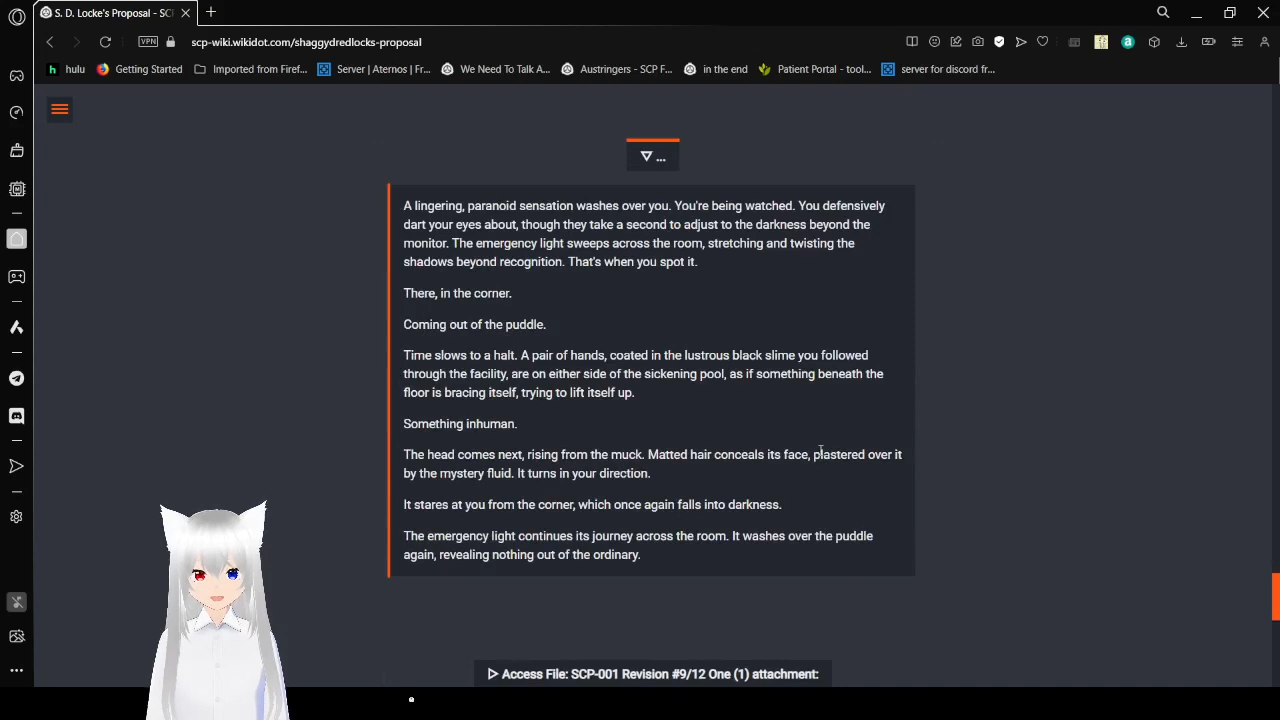 S. D. Locke's Proposal - SC
scp-wiki.wikidot.com/shaggydredlocks-proposal
VPN
hulu
Getting Started
Imported from Firef...
Server | Aternos | Fr...
We Need To Talk A...
Austringers - SCP F...
in the end
Patient Portal - tool...
server for discord fr...
▽ ...
A lingering, paranoid sensation washes over you. You're being watched. You defensively
dart your eyes about, though they take a second to adjust to the darkness beyond the
monitor. The emergency light sweeps across the room, stretching and twisting the
shadows beyond recognition. That's when you spot it.
There, in the corner.
Coming out of the puddle.
Time slows to a halt. A pair of hands, coated in the lustrous black slime you followed
through the facility, are on either side of the sickening pool, as if something beneath the
floor is bracing itself, trying to lift itself up.
Something inhuman.
The head comes next, rising from the muck. Matted hair conceals its face, plastered over it
by the mystery fluid. It turns in your direction.
It stares at you from the corner, which once again falls into darkness.
The emergency light continues its journey across the room. It washes over the puddle
again, revealing nothing out of the ordinary.
▷ Access File: SCP-001 Revision #9/12 One (1) attachment: